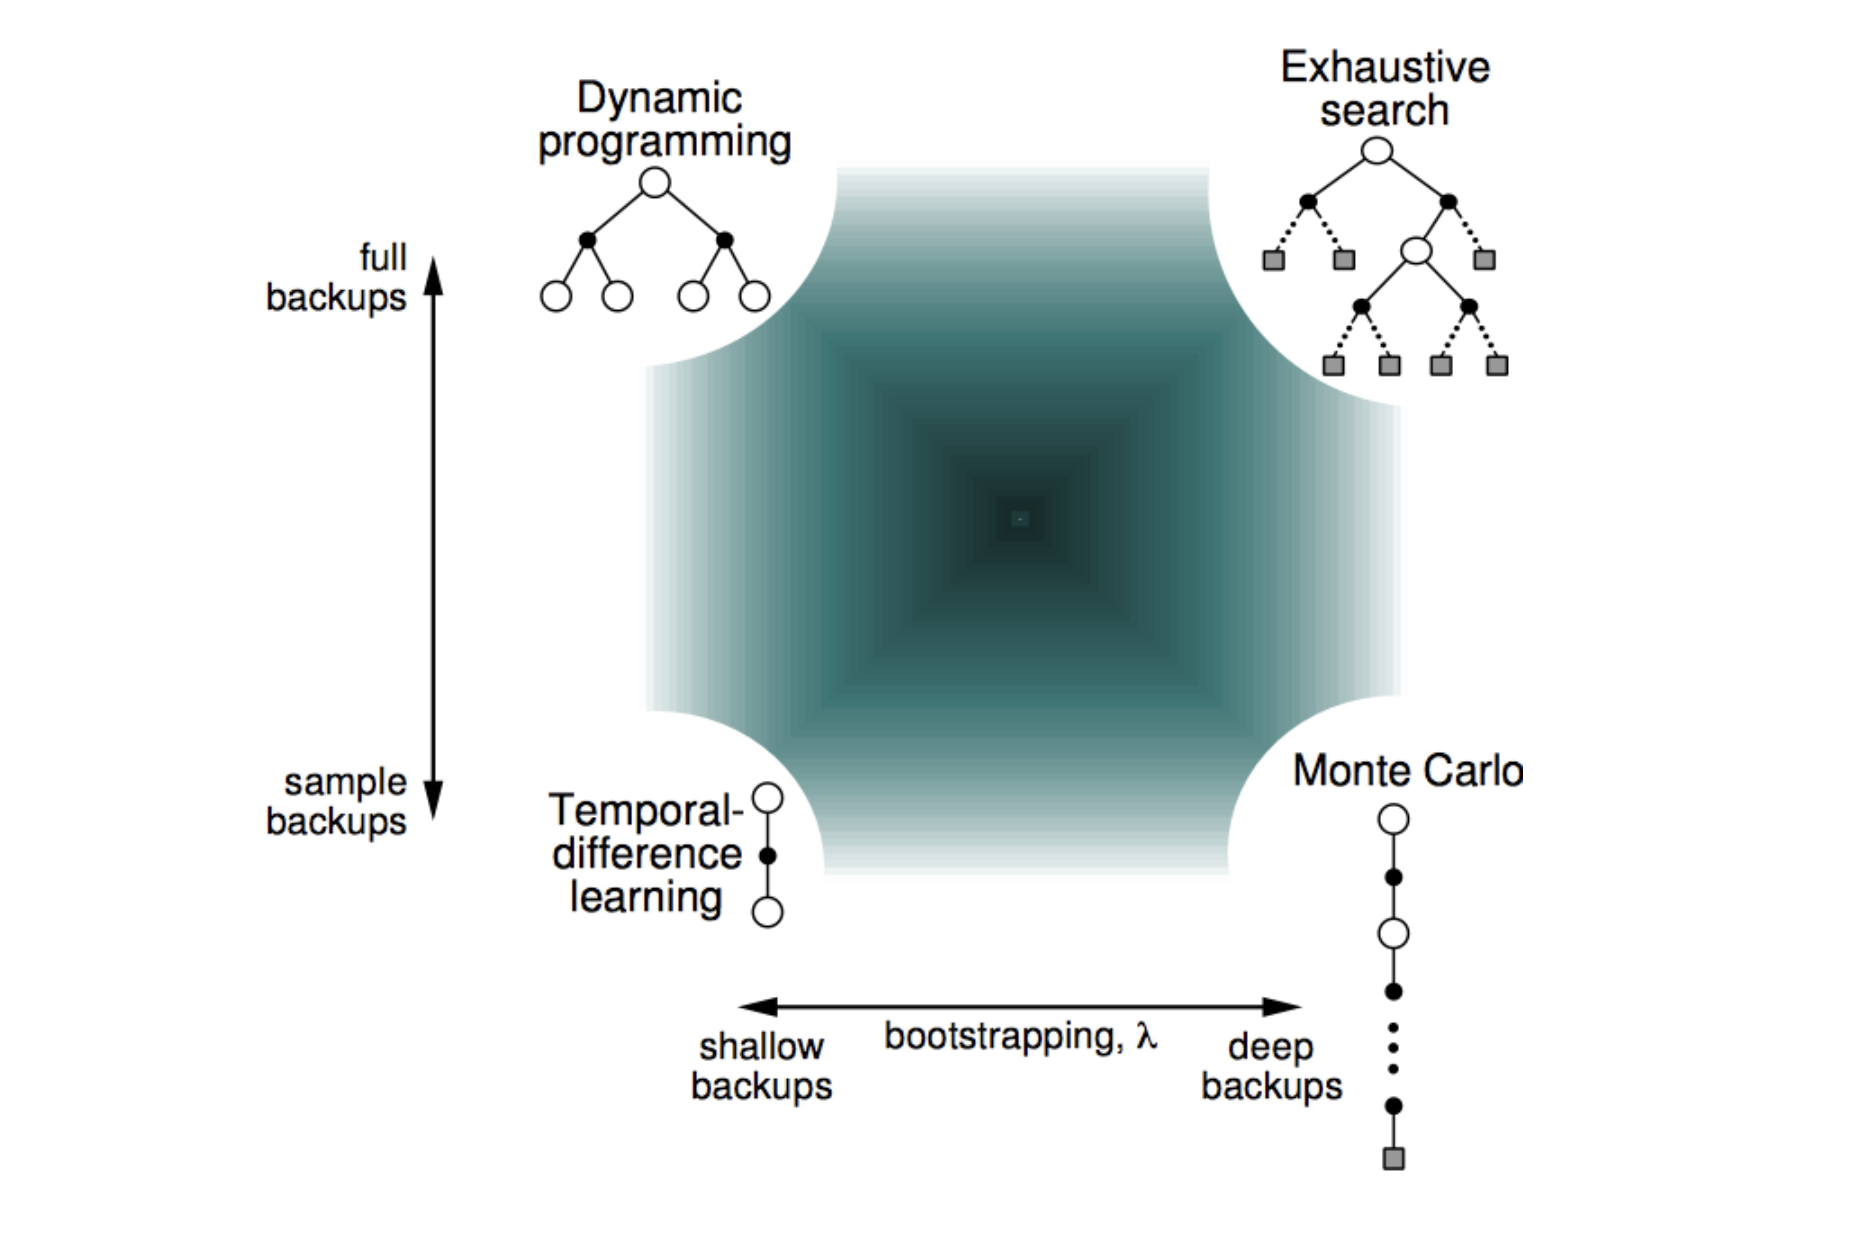 Dynamic
programming
Exhaustive
search
full
backups
sample
backups
Temporal-
difference
learning
Monte Carlo
bootstrapping, λ
shallow
backups
deep
backups